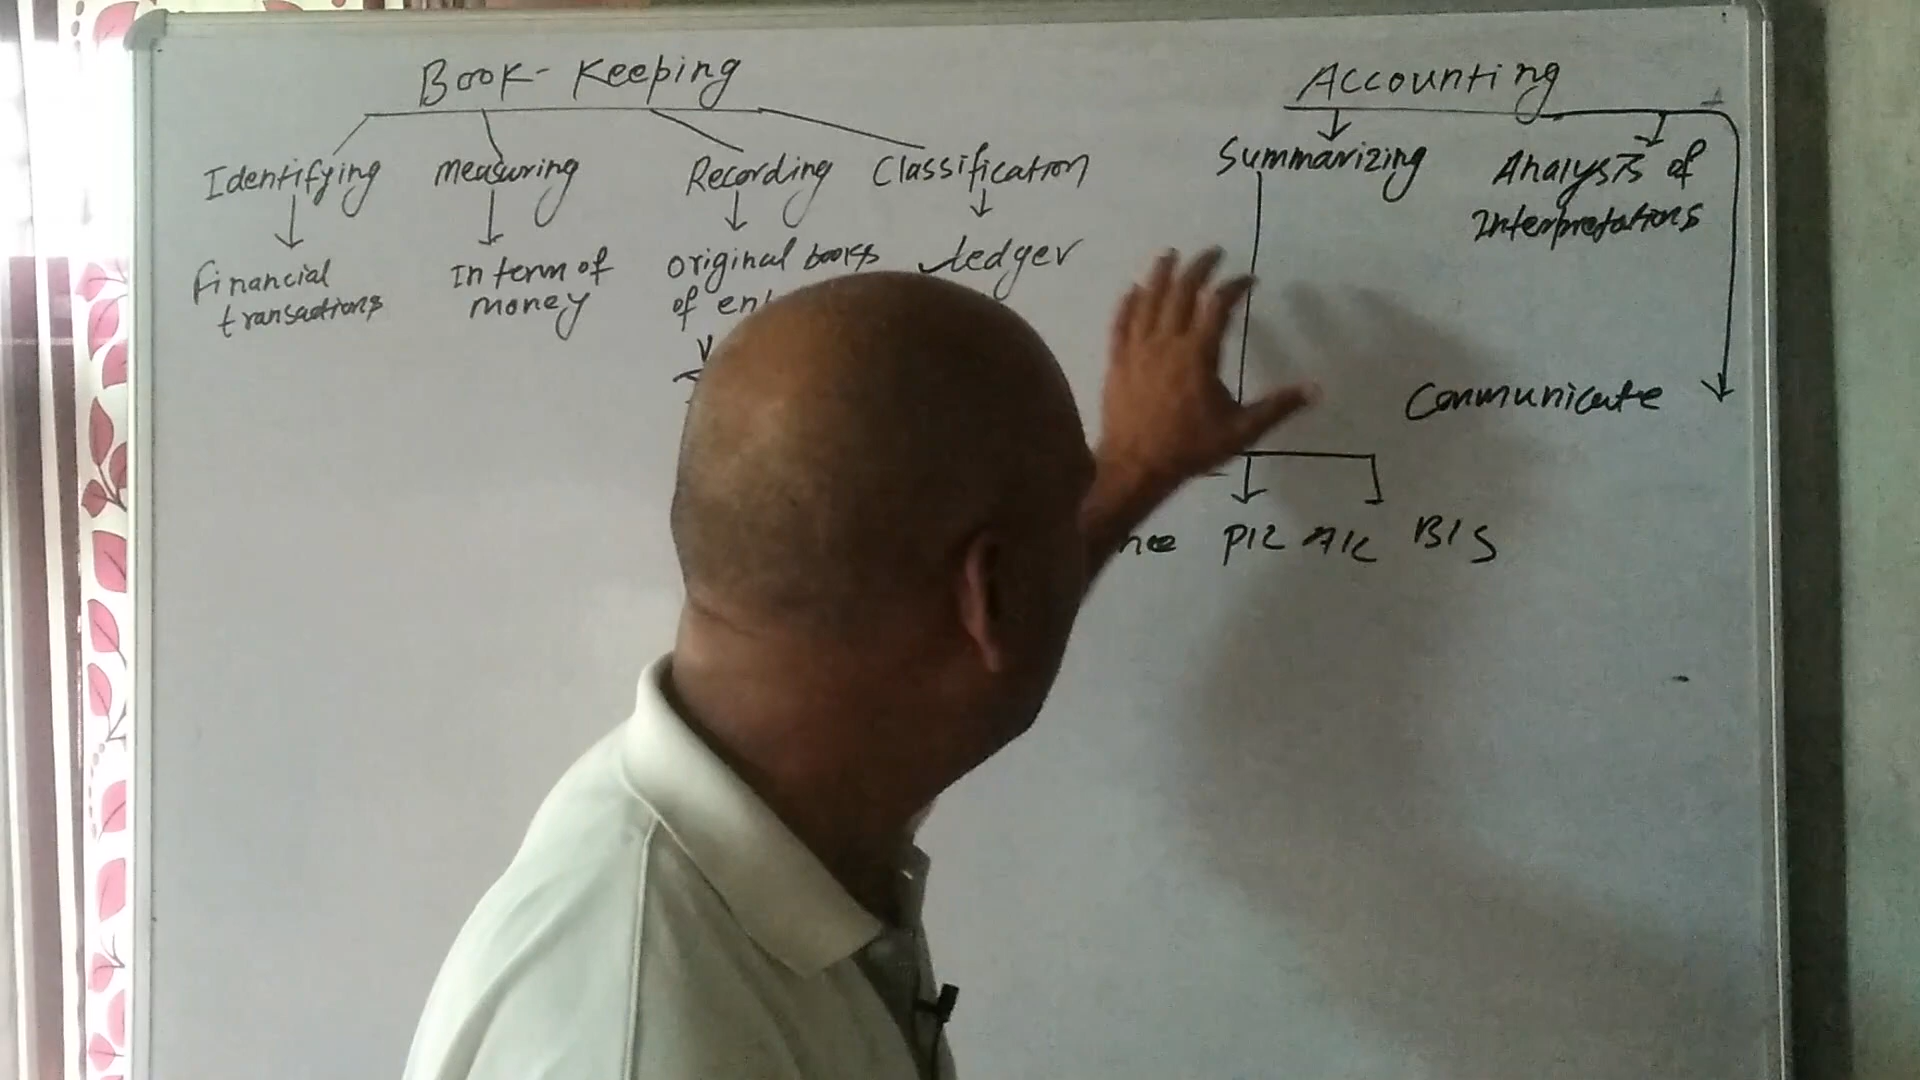 Book-Keeping
Identifying
Financial
transactions
measuring
In term of
money
Recording
original books
of
Classification
Ledger
Accounting
Summarizing
Analysis of
Interpretations
Communicate
B/S